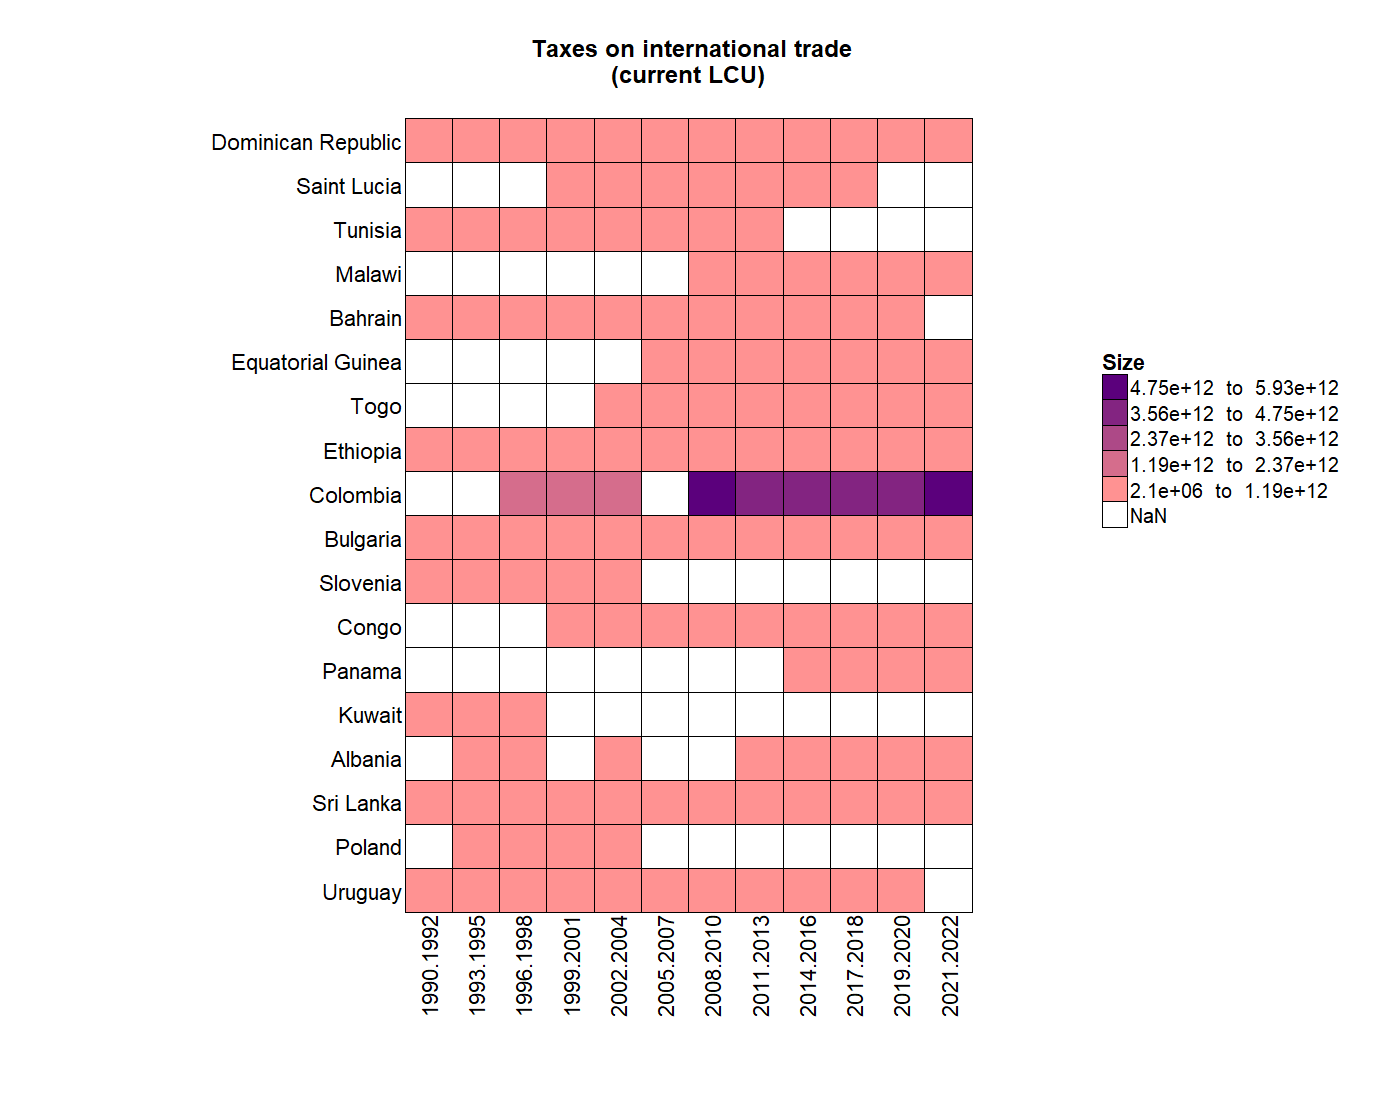 Taxes on international trade
(current LCU)
Dominican Republic
Saint Lucia
Tunisia
Malawi
Bahrain
Equatorial Guinea
Togo
Ethiopia
Colombia
Bulgaria
Slovenia
Congo
Panama
Kuwait
Albania
Sri Lanka
Poland
Uruguay
1990.1992
1993.1995
1996.1998
1999.2001
2002.2004
2005.2007
2008.2010
2011.2013
2014.2016
2017.2018
2019.2020
2021.2022
Size
4.75e+12 to 5.93e+12
3.56e+12 to 4.75e+12
2.37e+12 to 3.56e+12
1.19e+12 to 2.37e+12
2.1e+06 to 1.19e+12
NaN